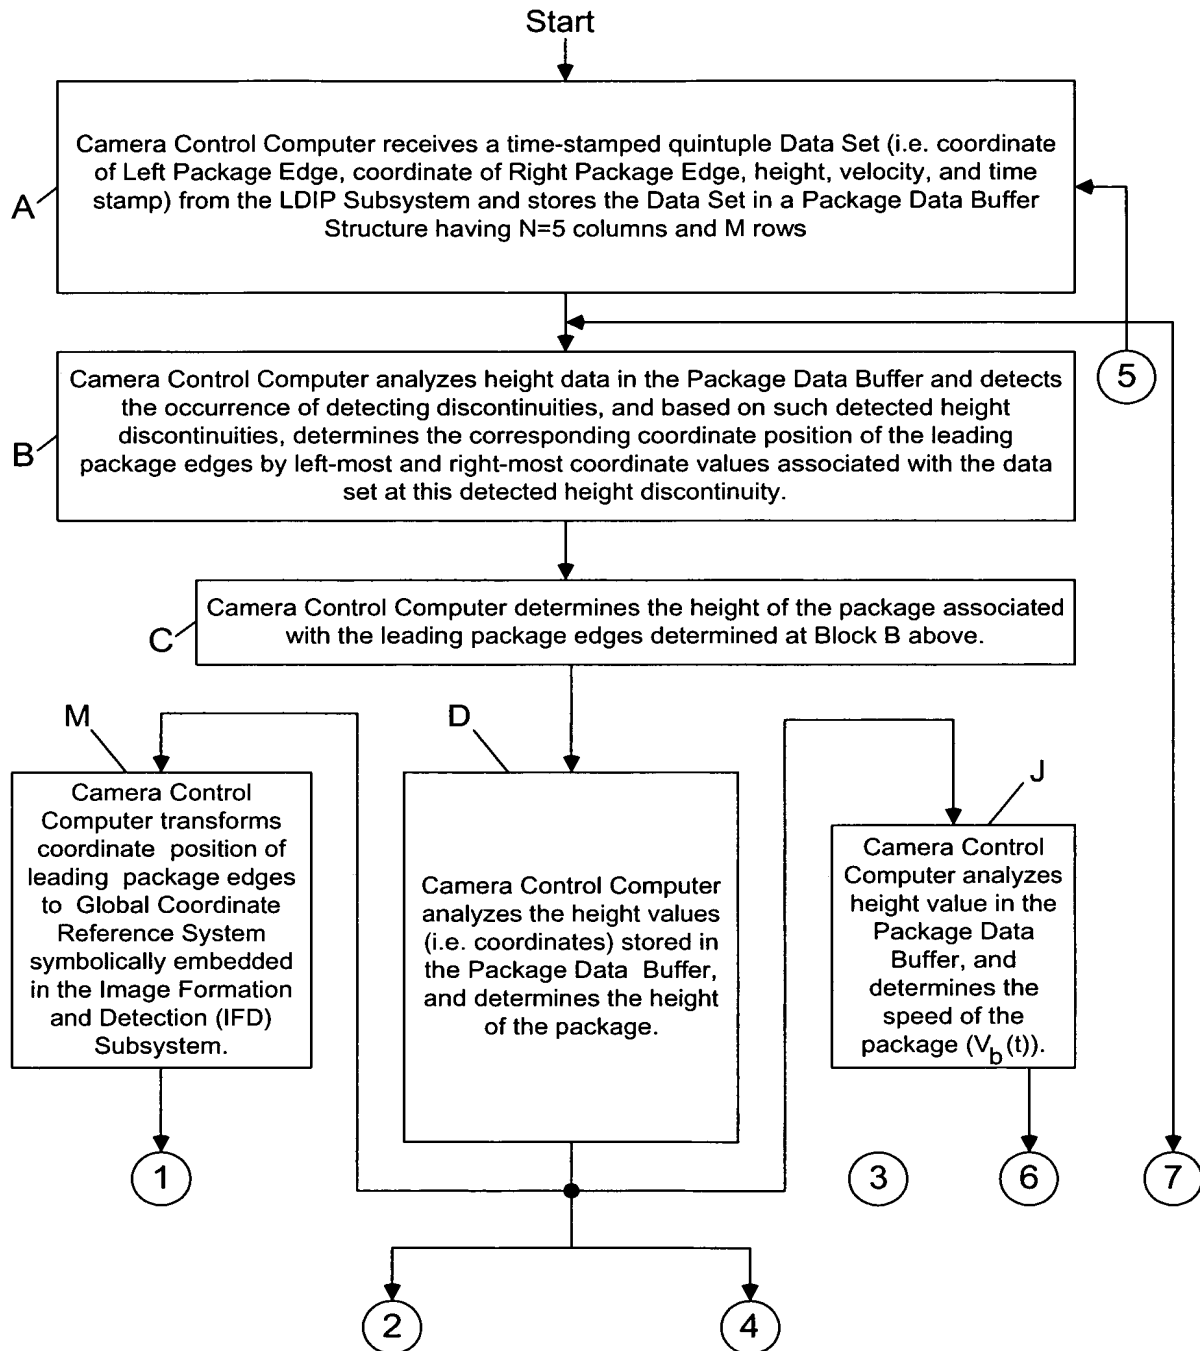 Start
A
Camera Control Computer receives a time-stamped quintuple Data Set (i.e. coordinate
of Left Package Edge, coordinate of Right Package Edge, height, velocity, and time
stamp) from the LDIP Subsystem and stores the Data Set in a Package Data Buffer
Structure having N=5 columns and M rows
5
B
Camera Control Computer analyzes height data in the Package Data Buffer and detects
the occurrence of detecting discontinuities, and based on such detected height
discontinuities, determines the corresponding coordinate position of the leading
package edges by left-most and right-most coordinate values associated with the data
set at this detected height discontinuity.
C
Camera Control Computer determines the height of the package associated
with the leading package edges determined at Block B above.
M
Camera Control
Computer transforms
coordinate position of
leading package edges
to Global Coordinate
Reference System
symbolically embedded
in the Image Formation
and Detection (IFD)
Subsystem.
D
Camera Control Computer
analyzes the height values
(i.e. coordinates) stored in
the Package Data Buffer,
and determines the height
of the package.
J
Camera Control
Computer analyzes
height value in the
Package Data
Buffer, and
determines the
speed of the
package (V_b(t)).
1
3
6
7
2
4